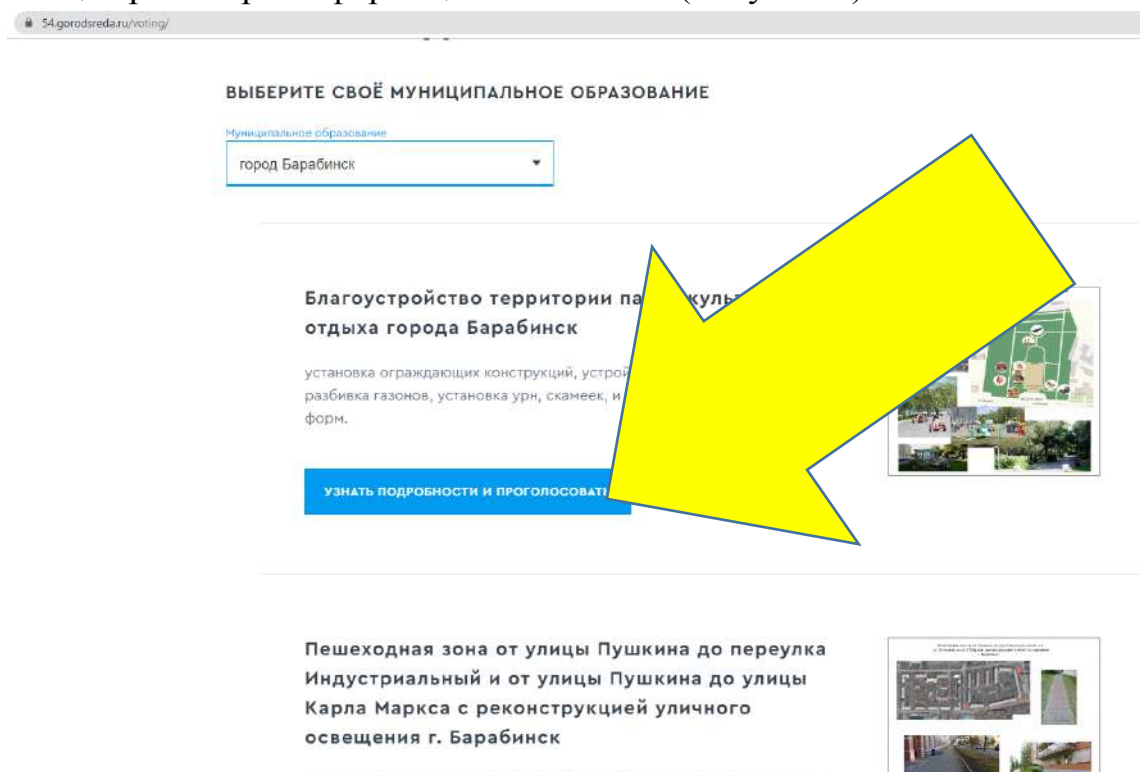 54.gorodsreda.ru/voting/
ВЫБЕРИТЕ СВОЁ МУНИЦИПАЛЬНОЕ ОБРАЗОВАНИЕ
Муниципальное образование
город Барабинск
Благоустройство территории
отдыха города Барабинск
установка ограждающих конструкций,
разбивка газонов, установка урн, скамеек, и
форм.
УЗНАТЬ ПОДРОБНОСТИ И ПРОГОЛОСОВАТЬ
Пешеходная зона от улицы Пушкина до переулка
Индустриальный и от улицы Пушкина до улицы
Карла Маркса с реконструкцией уличного
освещения г. Барабинск